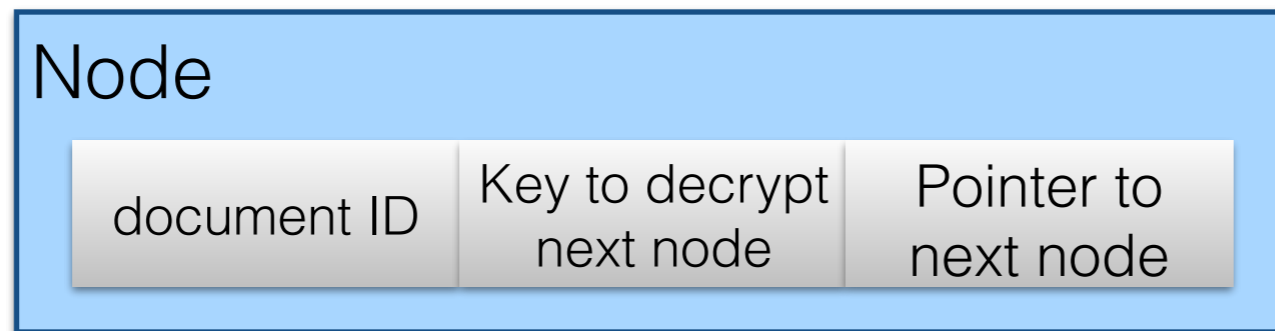 Node
document ID
Key to decrypt
next node
Pointer to
next node